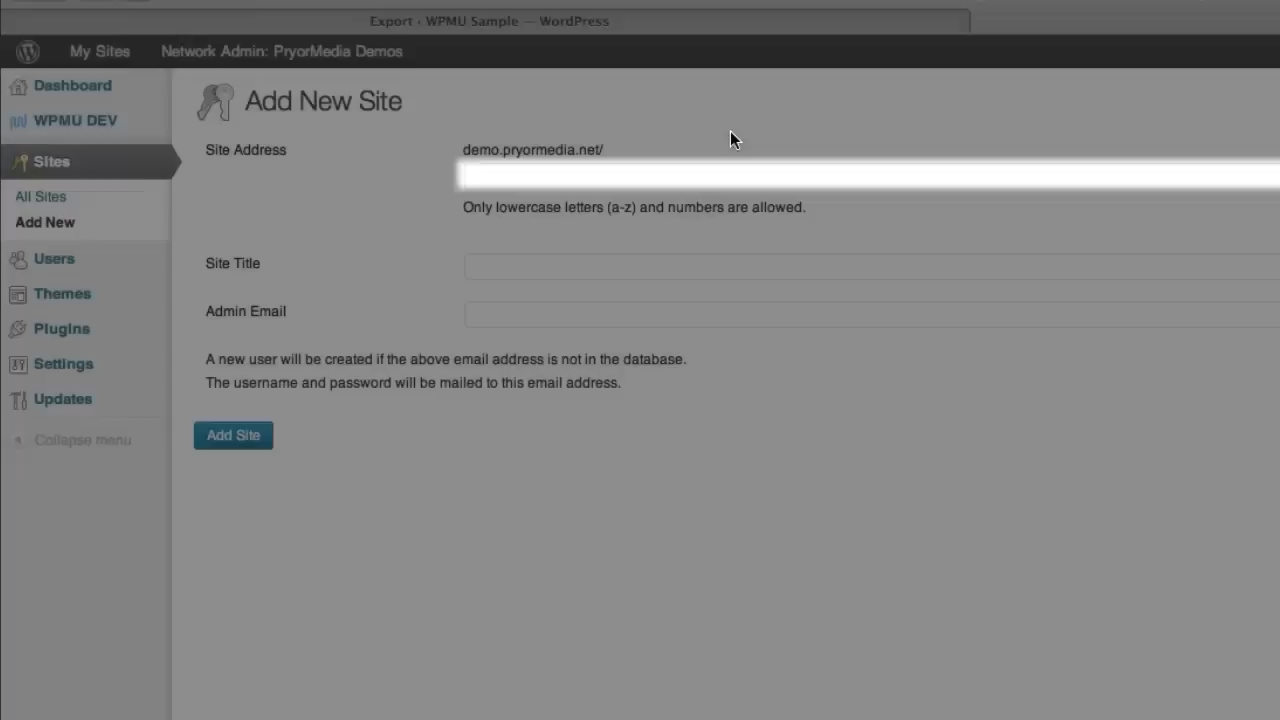 Export ‹ WPMU Sample — WordPress
My Sites
Network Admin: PryorMedia Demos
Dashboard
WPMU DEV
Sites
All Sites
Add New
Users
Themes
Plugins
Settings
Updates
Collapse menu
Add New Site
Site Address
demo.pryormedia.net/
Only lowercase letters (a-z) and numbers are allowed.
Site Title
Admin Email
A new user will be created if the above email address is not in the database.
The username and password will be mailed to this email address.
Add Site